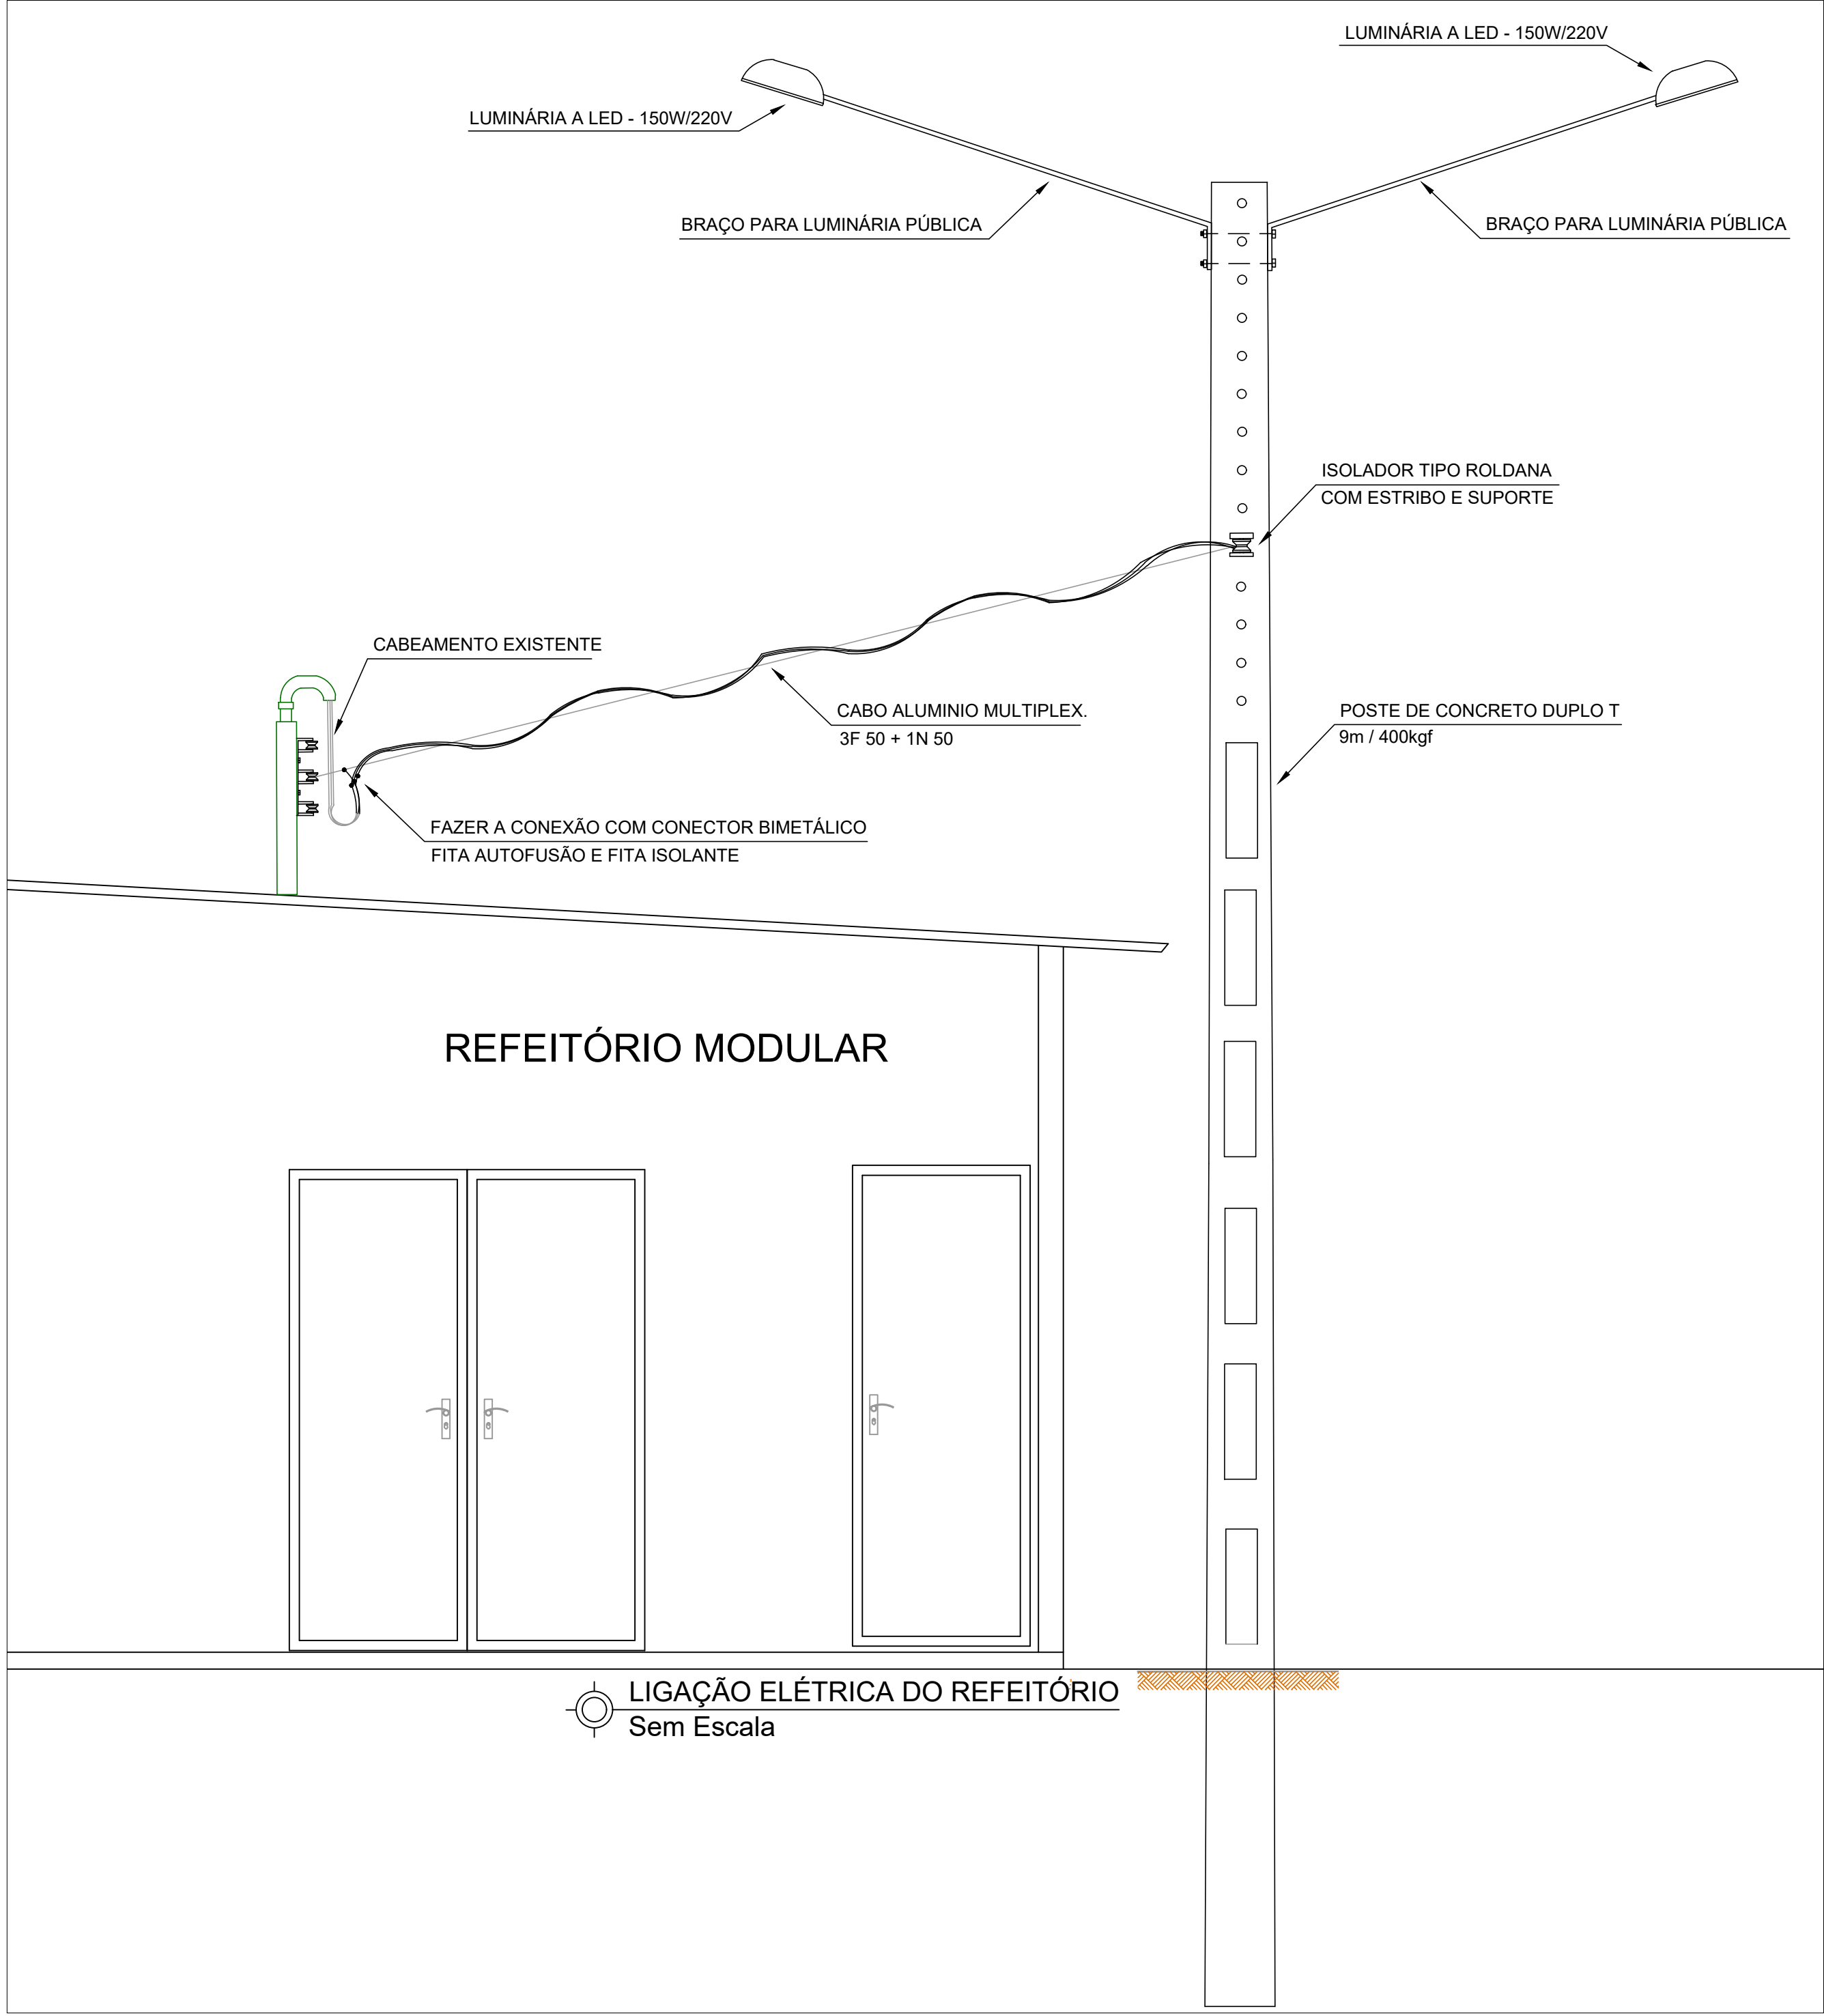 LUMINÁRIA A LED - 150W/220V
LUMINÁRIA A LED - 150W/220V
BRAÇO PARA LUMINÁRIA PÚBLICA
BRAÇO PARA LUMINÁRIA PÚBLICA
ISOLADOR TIPO ROLDANA
COM ESTRIBO E SUPORTE
CABEAMENTO EXISTENTE
CABO ALUMINIO MULTIPLEX.
3F 50 + 1N 50
POSTE DE CONCRETO DUPLO T
9m / 400kgf
FAZER A CONEXÃO COM CONECTOR BIMETÁLICO
FITA AUTOFUSÃO E FITA ISOLANTE
REFEITÓRIO MODULAR
LIGAÇÃO ELÉTRICA DO REFEITÓRIO
Sem Escala